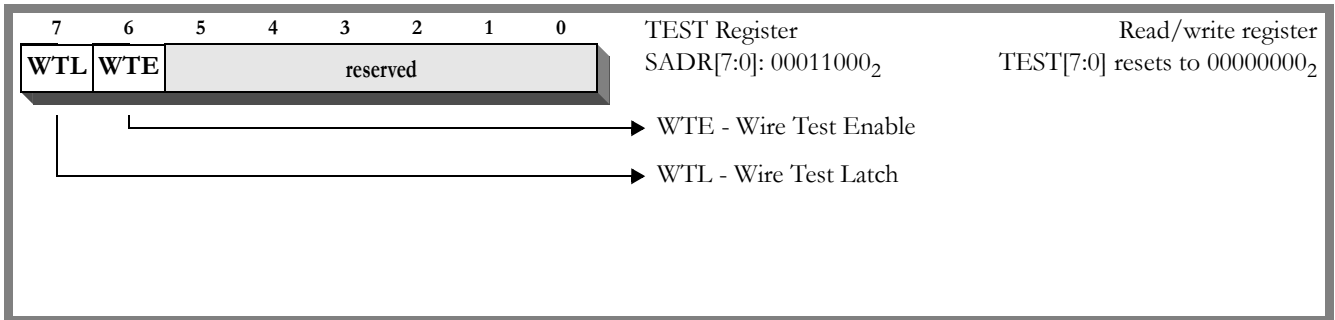 7 6 5 4 3 2 1 0 TEST Register Read/write register
WTL WTE reserved SADR[7:0]: 00011000₂ TEST[7:0] resets to 00000000₂
WTE - Wire Test Enable
WTL - Wire Test Latch